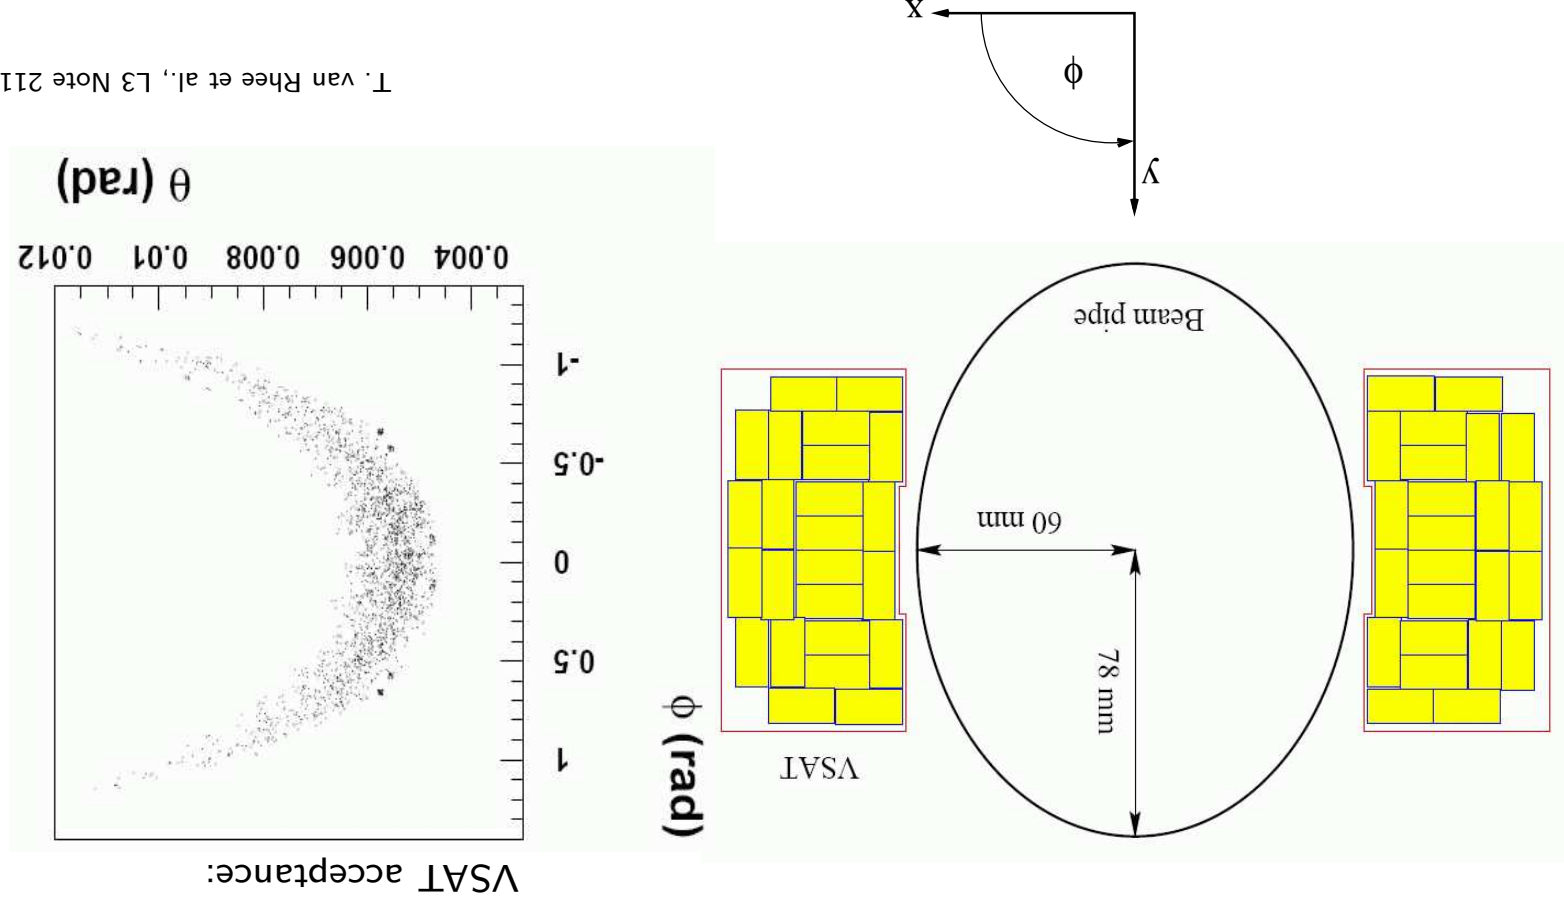 VSAT acceptance:
φ (rad)
1
0.5
0
-0.5
-1
0.004 0.006 0.008 0.01 0.012
θ (rad)
T. van Rhee et al., L3 Note 211
VSAT
78 mm
60 mm
Beam pipe
y
φ
x